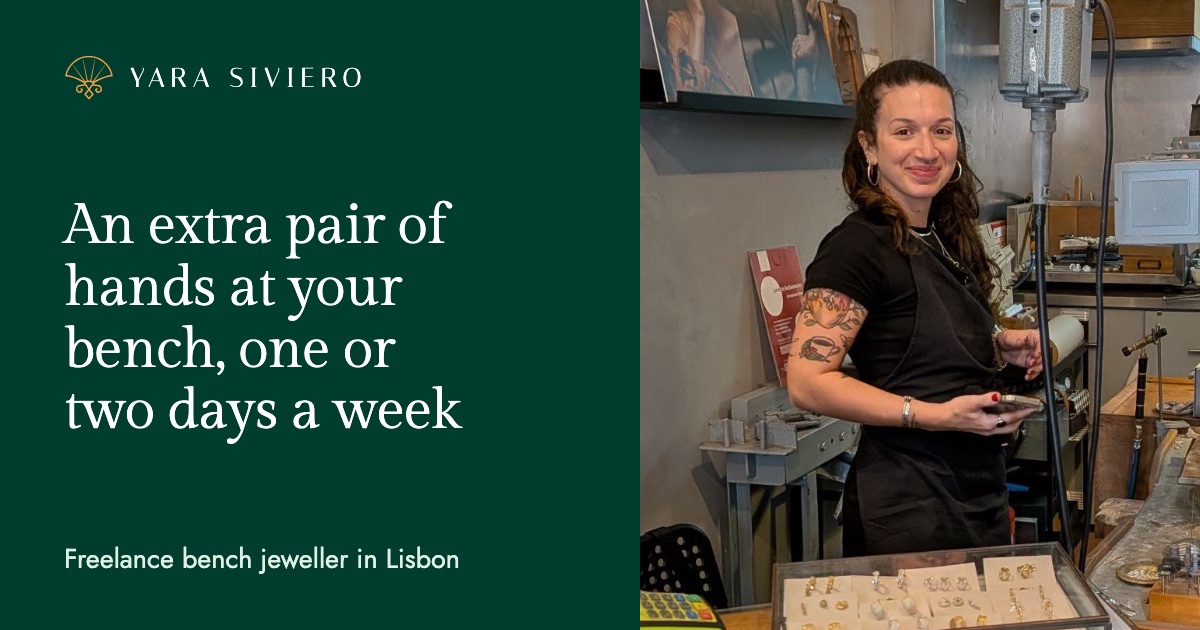 YARA SIVIERO
An extra pair of
hands at your
bench, one or
two days a week
Freelance bench jeweller in Lisbon